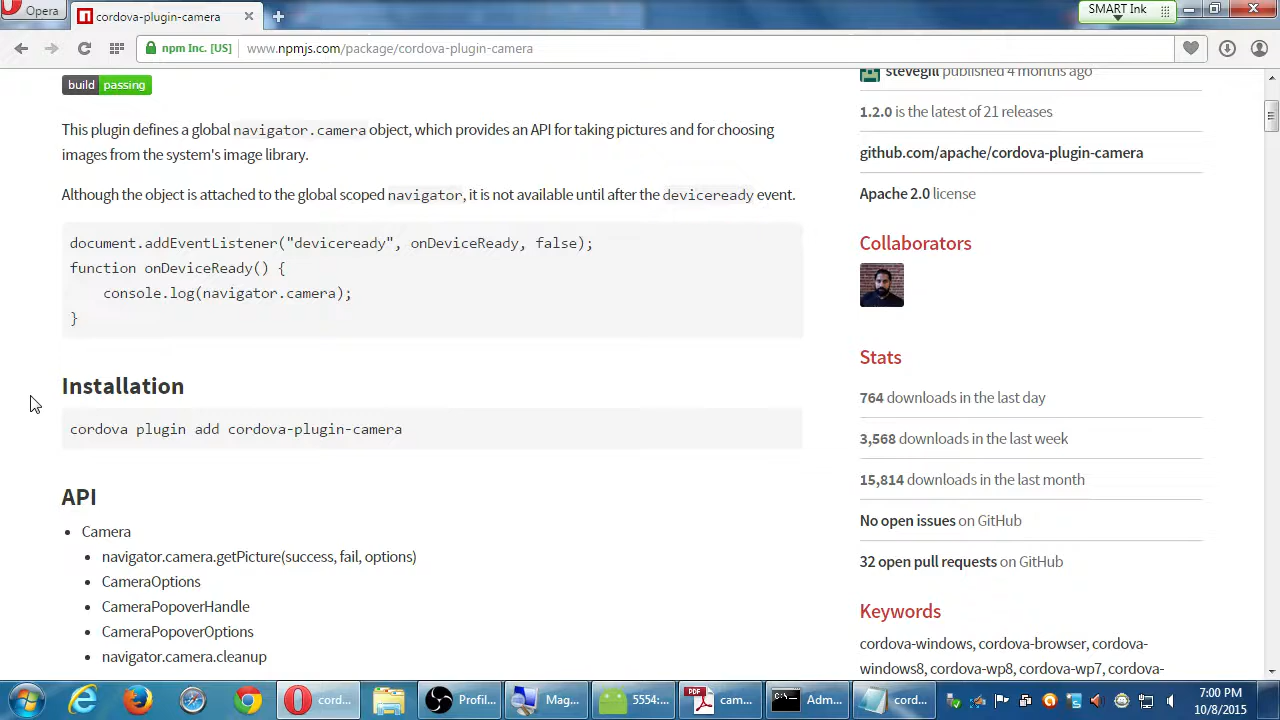 Opera
cordova-plugin-camera
SMART Ink
npm Inc. [US]
www.npmjs.com/package/cordova-plugin-camera
build passing
This plugin defines a global navigator.camera object, which provides an API for taking pictures and for choosing
images from the system's image library.
Although the object is attached to the global scoped navigator, it is not available until after the deviceready event.
document.addEventListener("deviceready", onDeviceReady, false);
function onDeviceReady() {
    console.log(navigator.camera);
}
Installation
cordova plugin add cordova-plugin-camera
API
• Camera
• navigator.camera.getPicture(success, fail, options)
• CameraOptions
• CameraPopoverHandle
• CameraPopoverOptions
• navigator.camera.cleanup
stevegill published 4 months ago
1.2.0 is the latest of 21 releases
github.com/apache/cordova-plugin-camera
Apache 2.0 license
Collaborators
Stats
764 downloads in the last day
3,568 downloads in the last week
15,814 downloads in the last month
No open issues on GitHub
32 open pull requests on GitHub
Keywords
cordova-windows, cordova-browser, cordova-
windows8, cordova-wp8, cordova-wp7, cordova-
cord...
Profil...
Mag...
5554:...
PDF
cam...
Adm...
cord...
7:00 PM
10/8/2015